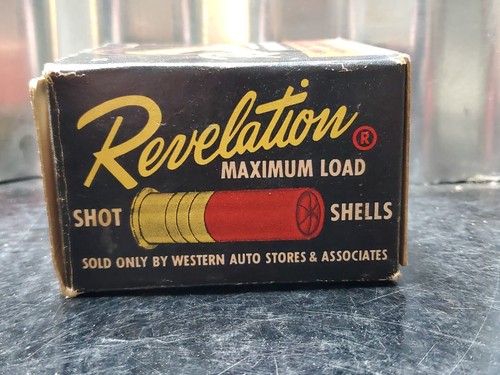 Revelation ®
MAXIMUM LOAD
SHOT SHELLS
SOLD ONLY BY WESTERN AUTO STORES & ASSOCIATES